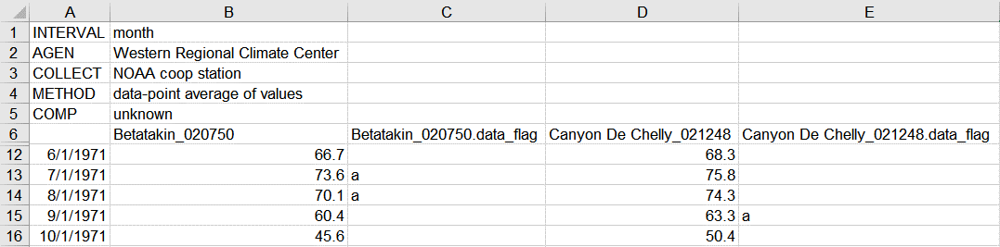 A B C D E
1 INTERVAL month
2 AGEN Western Regional Climate Center
3 COLLECT NOAA coop station
4 METHOD data-point average of values
5 COMP unknown
6 Betatakin_020750 Betatakin_020750.data_flag Canyon De Chelly_021248 Canyon De Chelly_021248.data_flag
12 6/1/1971 66.7 68.3
13 7/1/1971 73.6 a 75.8
14 8/1/1971 70.1 a 74.3
15 9/1/1971 60.4 63.3 a
16 10/1/1971 45.6 50.4